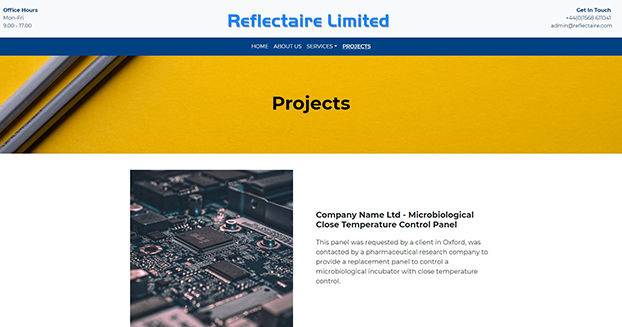 Office Hours
Mon-Fri
9.00 - 17.00
Reflectaire Limited
Get In Touch
+44(0)1568 611041
admin@reflectaire.com
HOME ABOUT US SERVICES PROJECTS
Projects
Company Name Ltd - Microbiological
Close Temperature Control Panel
This panel was requested by a client in Oxford, was
contacted by a pharmaceutical research company to
provide a replacement panel to control a
microbiological incubator with close temperature
control.